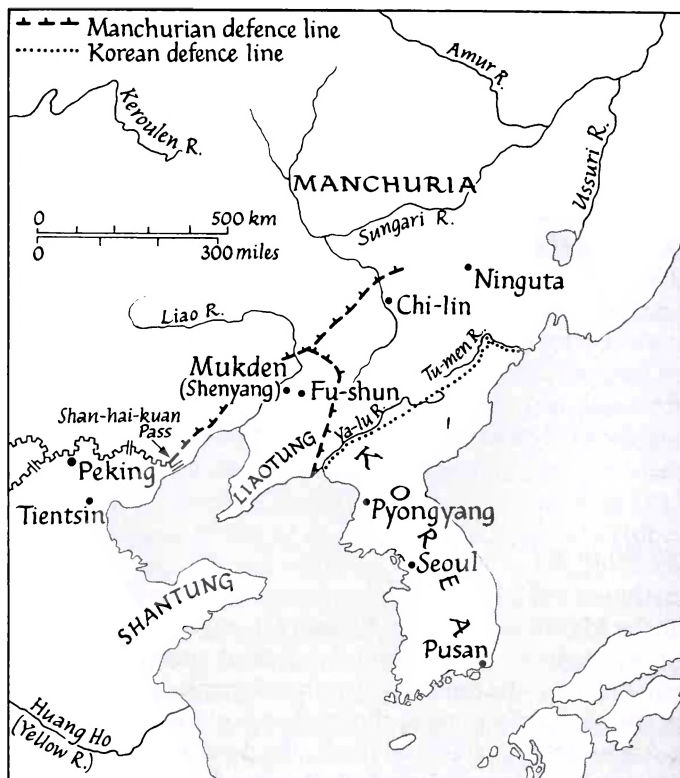 Manchurian defence line
Korean defence line
Amur R.
Keroulen R.
Ussuri R.
MANCHURIA
0 500 km
0 300 miles
Sungari R.
Ninguta
Chi-lin
Liao R.
Tu-men R.
Mukden
(Shenyang)
Fu-shun
Shan-hai-kuan
Pass
Ya-lu R.
LIAOTUNG
Peking
Tientsin
KOREA
Pyongyang
Seoul
SHANTUNG
Pusan
Huang Ho
(Yellow R.)